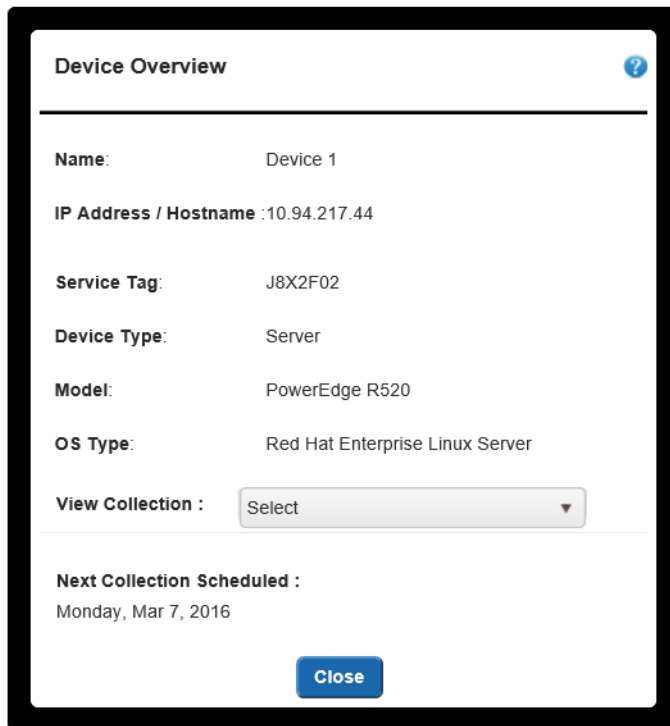 Device Overview
?
Name: Device 1
IP Address / Hostname :10.94.217.44
Service Tag: J8X2F02
Device Type: Server
Model: PowerEdge R520
OS Type: Red Hat Enterprise Linux Server
View Collection : Select
Next Collection Scheduled :
Monday, Mar 7, 2016
Close